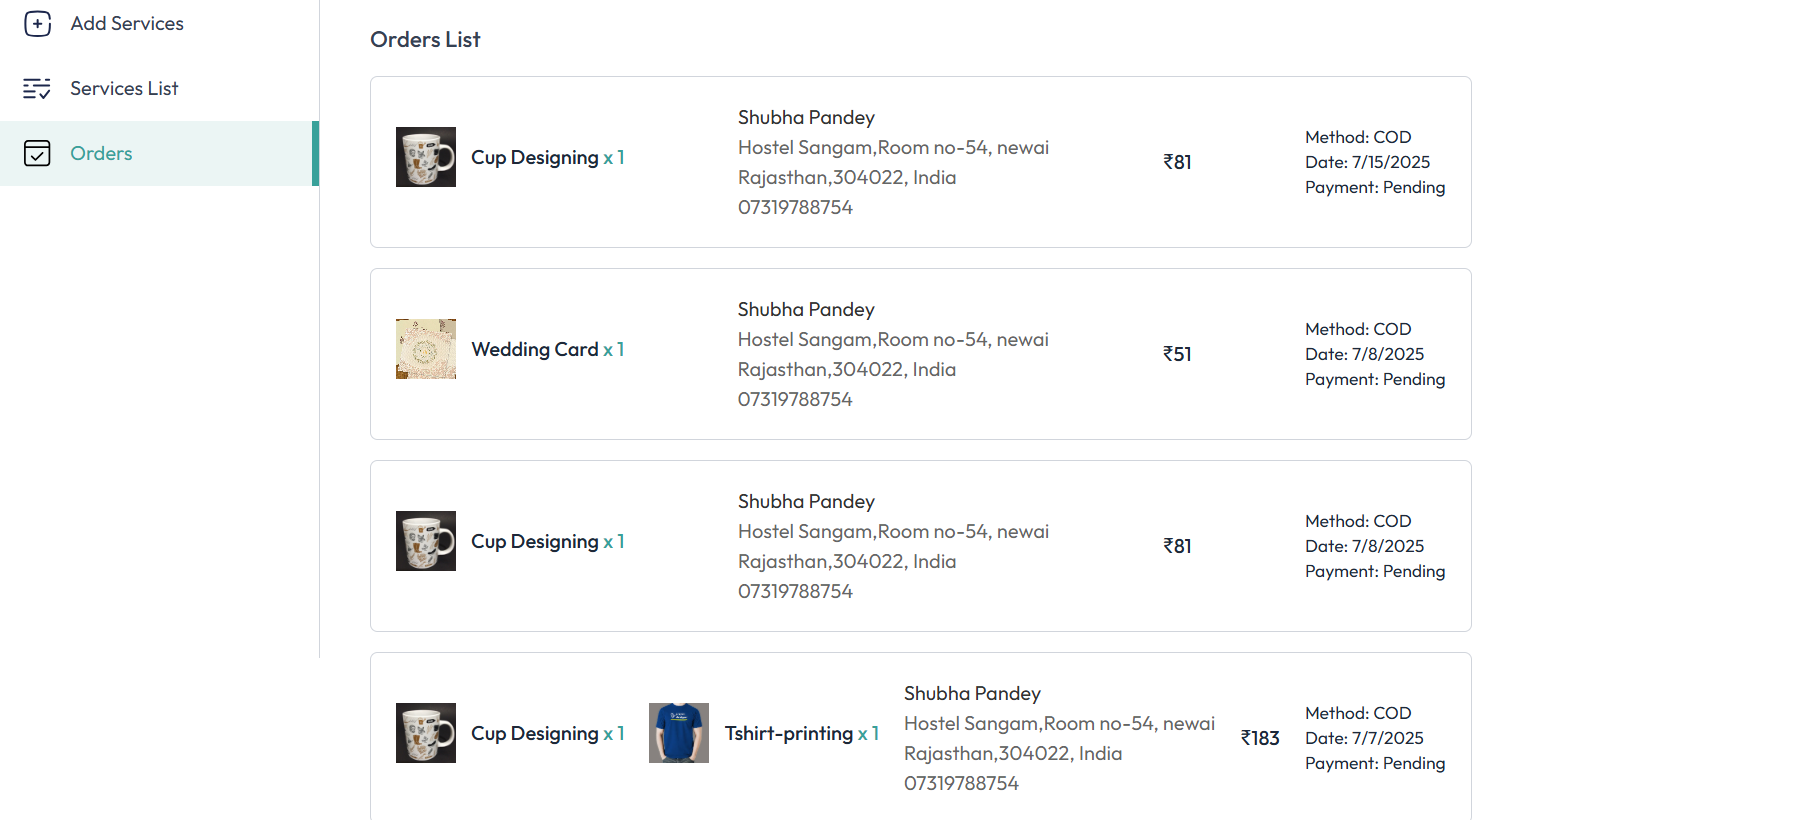 Add Services
Services List
Orders
Orders List
Cup Designing x 1
Shubha Pandey
Hostel Sangam,Room no-54, newai
Rajasthan,304022, India
07319788754
₹81
Method: COD
Date: 7/15/2025
Payment: Pending
Wedding Card x 1
Shubha Pandey
Hostel Sangam,Room no-54, newai
Rajasthan,304022, India
07319788754
₹51
Method: COD
Date: 7/8/2025
Payment: Pending
Cup Designing x 1
Shubha Pandey
Hostel Sangam,Room no-54, newai
Rajasthan,304022, India
07319788754
₹81
Method: COD
Date: 7/8/2025
Payment: Pending
Cup Designing x 1
Tshirt-printing x 1
Shubha Pandey
Hostel Sangam,Room no-54, newai
Rajasthan,304022, India
07319788754
₹183
Method: COD
Date: 7/7/2025
Payment: Pending